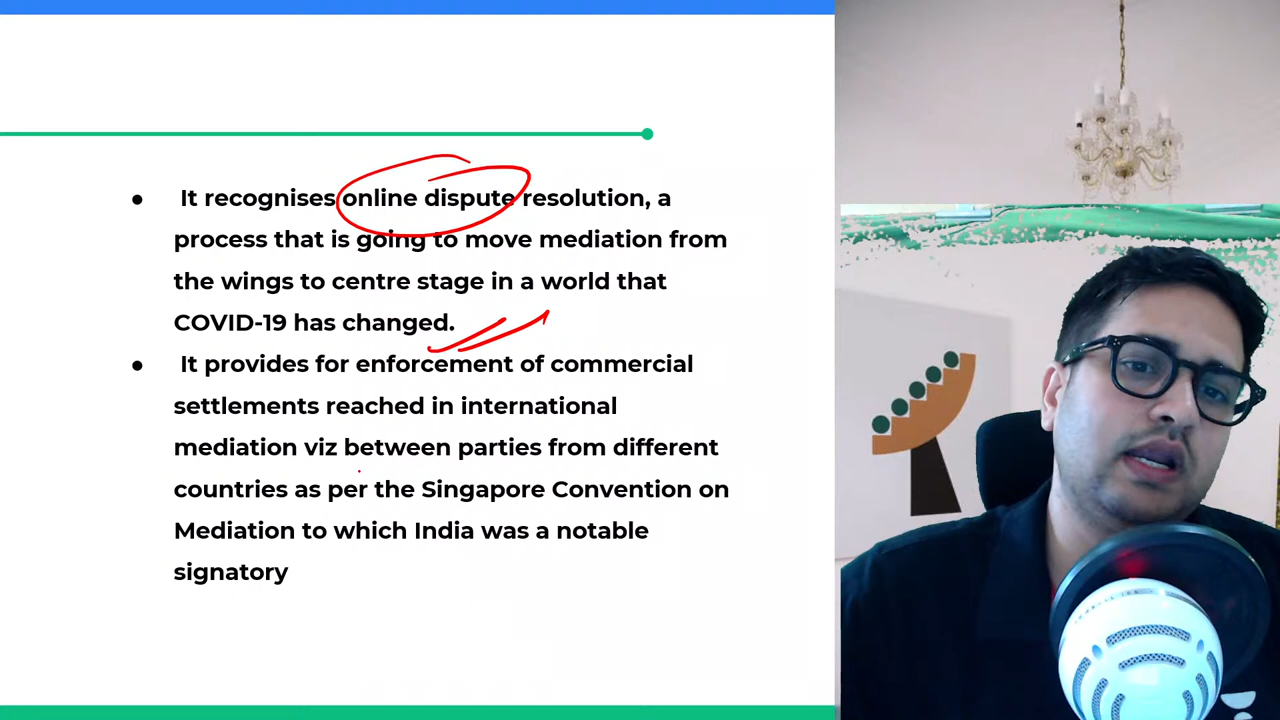 ● It recognises online dispute resolution, a
process that is going to move mediation from
the wings to centre stage in a world that
COVID-19 has changed.
● It provides for enforcement of commercial
settlements reached in international
mediation viz between parties from different
countries as per the Singapore Convention on
Mediation to which India was a notable
signatory